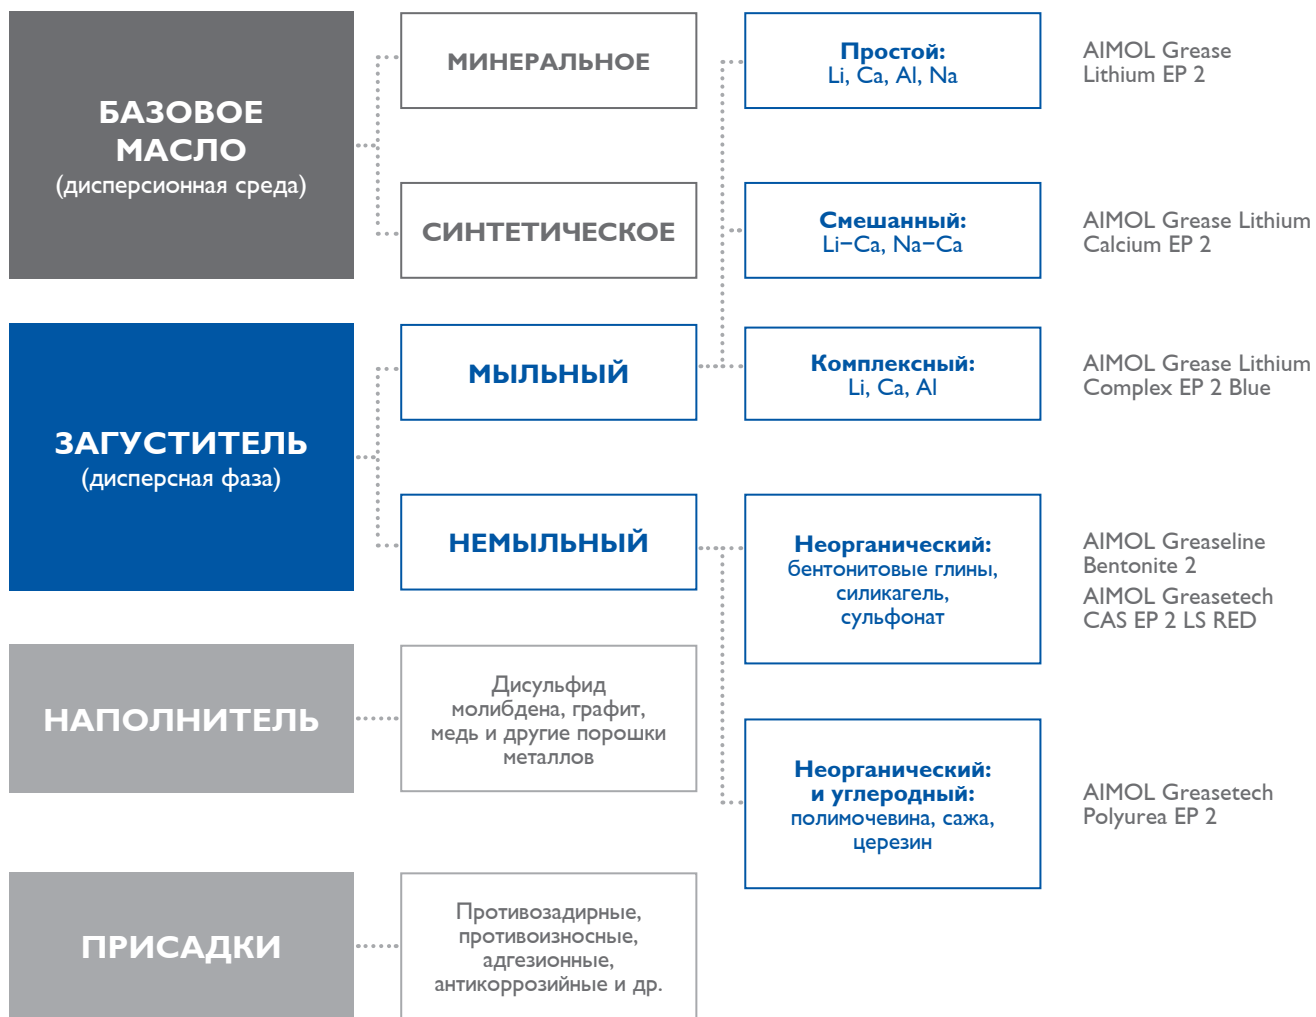 БАЗОВОЕ
МАСЛО
(дисперсионная среда)
МИНЕРАЛЬНОЕ
СИНТЕТИЧЕСКОЕ
ЗАГУСТИТЕЛЬ
(дисперсная фаза)
МЫЛЬНЫЙ
Простой:
Li, Ca, Al, Na
AIMOL Grease
Lithium EP 2
Смешанный:
Li−Ca, Na−Ca
AIMOL Grease Lithium
Calcium EP 2
Комплексный:
Li, Ca, Al
AIMOL Grease Lithium
Complex EP 2 Blue
НЕМЫЛЬНЫЙ
Неорганический:
бентонитовые глины,
силикагель,
сульфонат
AIMOL Greaseline
Bentonite 2
AIMOL Greasetech
CAS EP 2 LS RED
Неорганический:
и углеродный:
полимочевина, сажа,
церезин
AIMOL Greasetech
Polyurea EP 2
НАПОЛНИТЕЛЬ
Дисульфид
молибдена, графит,
медь и другие порошки
металлов
ПРИСАДКИ
Противозадирные,
противоизносные,
адгезионные,
антикоррозийные и др.